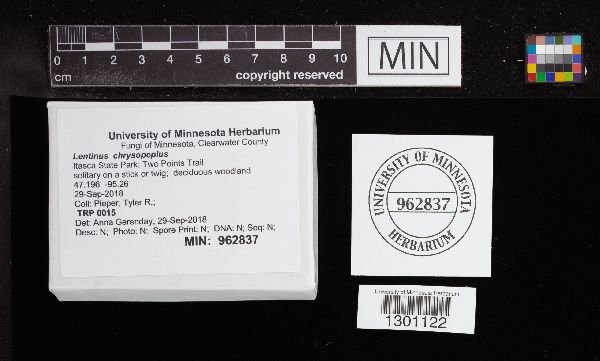 0 1 2 3 4 5 6 7 8 9 10
cm
copyright reserved
MIN
University of Minnesota Herbarium
Fungi of Minnesota, Clearwater County
Lentinus chrysopeplus
Itasca State Park: Two Points Trail
solitary on a stick or twig; deciduous woodland
47.196 -95.26
29-Sep-2018
Coll: Pieper, Tyler R.;
TRP 0015
Det: Anna Gerenday, 29-Sep-2018
Desc: N; Photo: N; Spore Print: N; DNA: N; Seq: N;
MIN: 962837
UNIVERSITY OF MINNESOTA
962837
HERBARIUM
University of Minnesota Herbarium
1301122